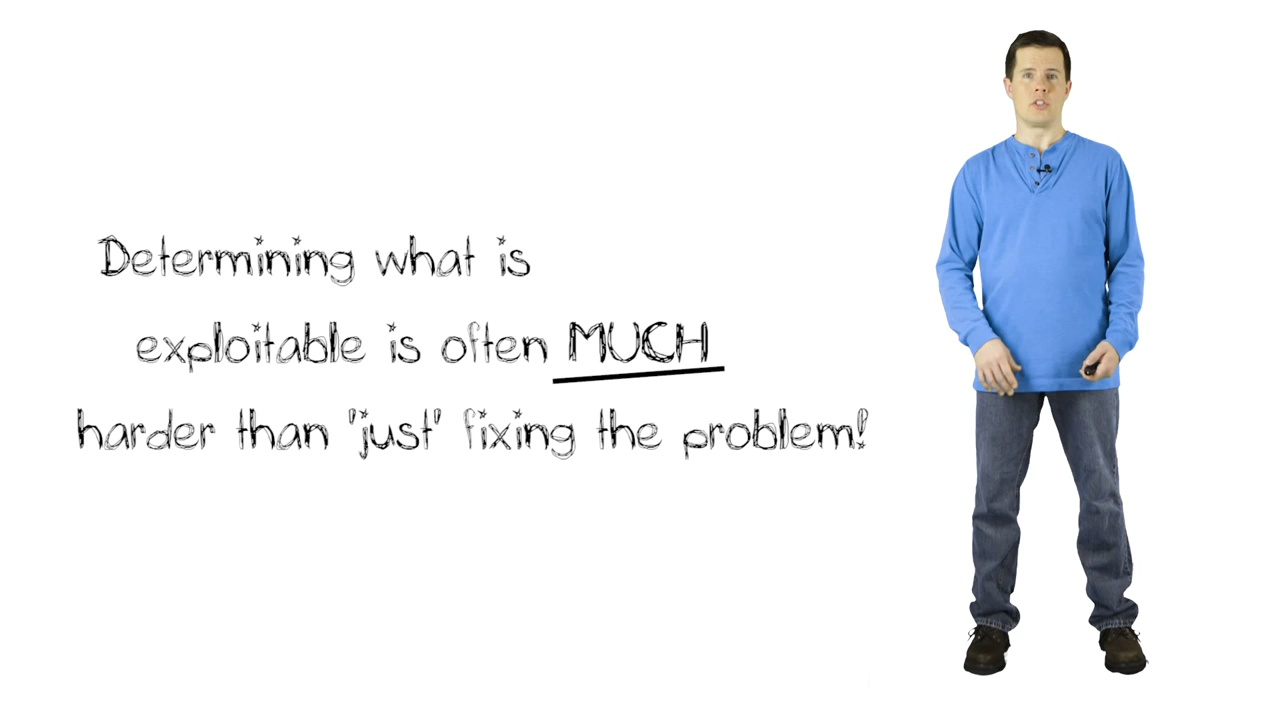 Determining what is
exploitable is often MUCH
harder than 'just' fixing the problem!